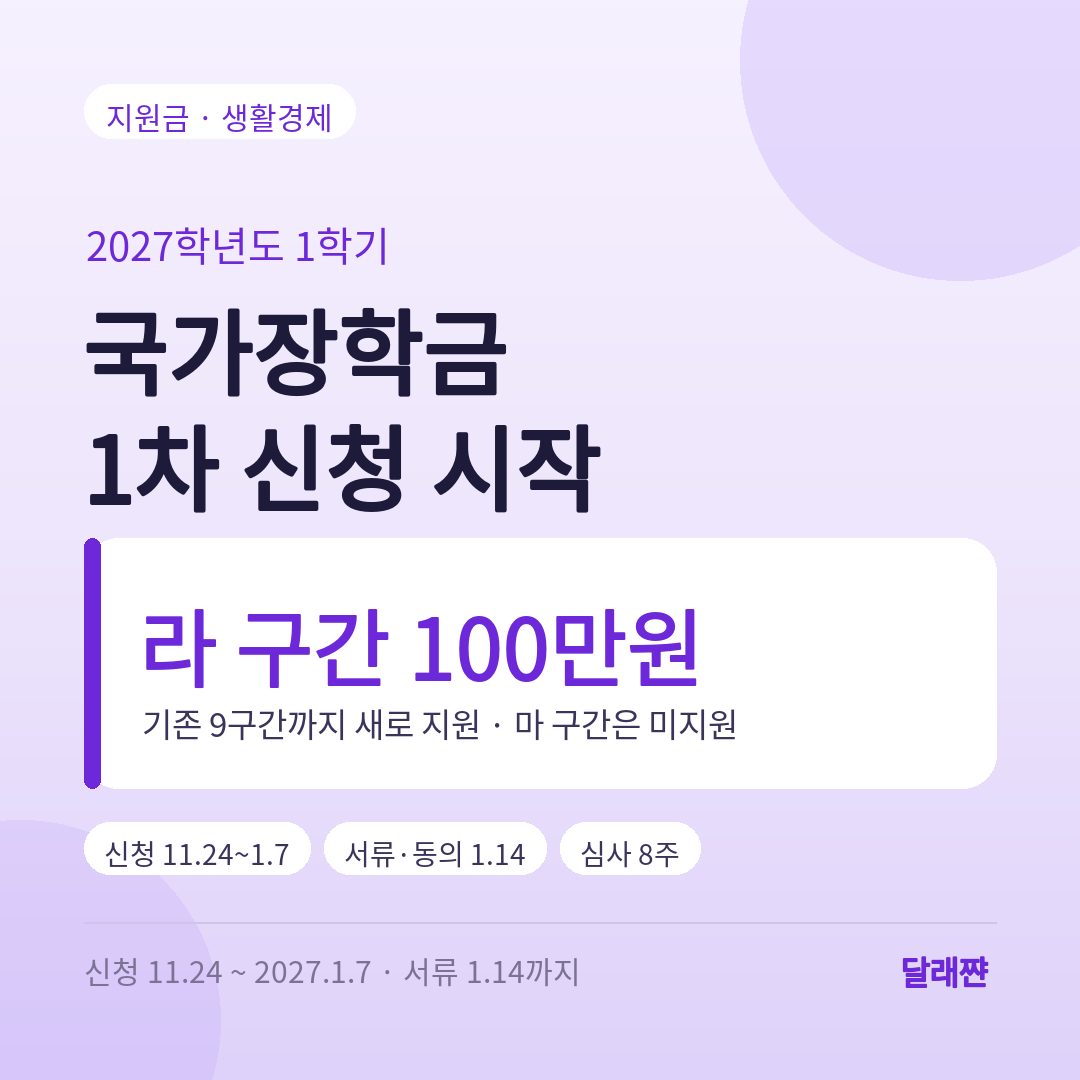 지원금 · 생활경제
2027학년도 1학기
국가장학금
1차 신청 시작
라 구간 100만원
기존 9구간까지 새로 지원 · 마 구간은 미지원
신청 11.24~1.7
서류·동의 1.14
심사 8주
신청 11.24 ~ 2027.1.7 · 서류 1.14까지
달래쨘